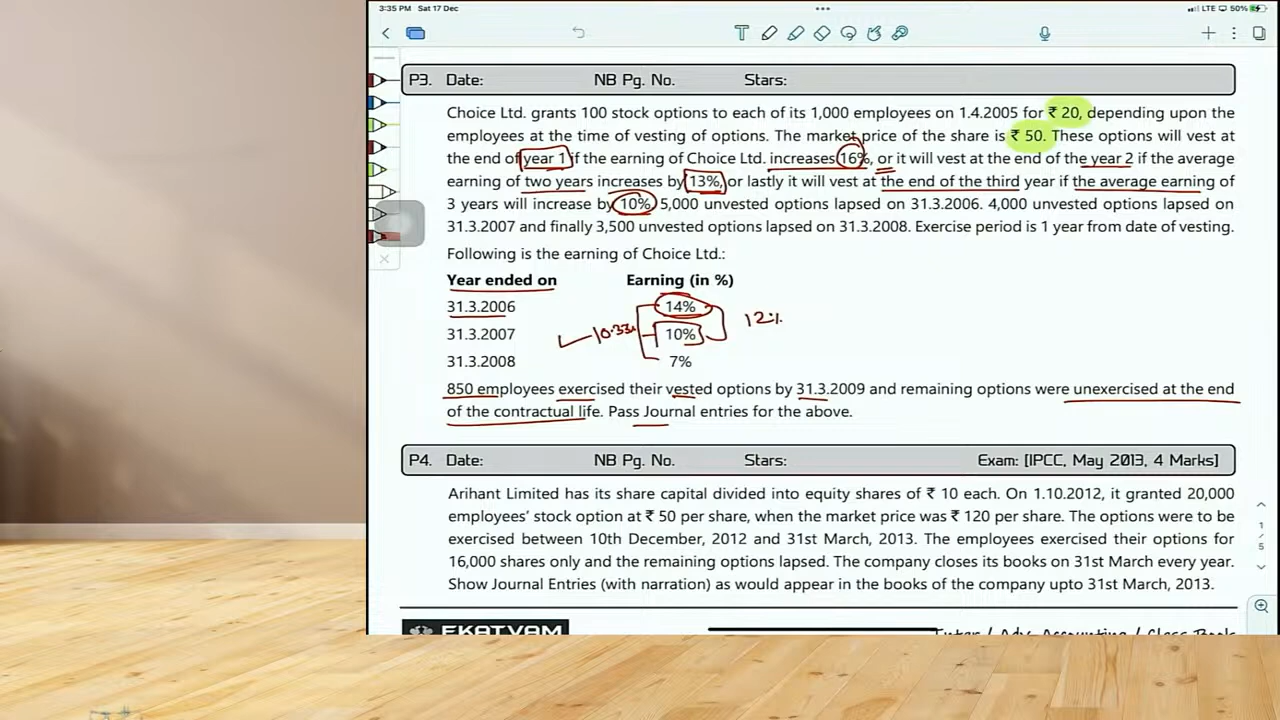 3:35 PM Sat 17 Dec
LTE 50%
P3. Date: NB Pg. No. Stars:
Choice Ltd. grants 100 stock options to each of its 1,000 employees on 1.4.2005 for ₹ 20, depending upon the
employees at the time of vesting of options. The market price of the share is ₹ 50. These options will vest at
the end of year 1 if the earning of Choice Ltd. increases 16%, or it will vest at the end of the year 2 if the average
earning of two years increases by 13%, or lastly it will vest at the end of the third year if the average earning of
3 years will increase by 10%. 5,000 unvested options lapsed on 31.3.2006. 4,000 unvested options lapsed on
31.3.2007 and finally 3,500 unvested options lapsed on 31.3.2008. Exercise period is 1 year from date of vesting.
Following is the earning of Choice Ltd.:
Year ended on Earning (in %)
31.3.2006 14%
12%
31.3.2007 10.33% 10%
31.3.2008 7%
850 employees exercised their vested options by 31.3.2009 and remaining options were unexercised at the end
of the contractual life. Pass Journal entries for the above.
P4. Date: NB Pg. No. Stars: Exam: [IPCC, May 2013, 4 Marks]
Arihant Limited has its share capital divided into equity shares of ₹ 10 each. On 1.10.2012, it granted 20,000
employees' stock option at ₹ 50 per share, when the market price was ₹ 120 per share. The options were to be
exercised between 10th December, 2012 and 31st March, 2013. The employees exercised their options for
16,000 shares only and the remaining options lapsed. The company closes its books on 31st March every year.
Show Journal Entries (with narration) as would appear in the books of the company upto 31st March, 2013.
1
/
5
EKATVAM
Inter / Adv. Accounting / Class Book